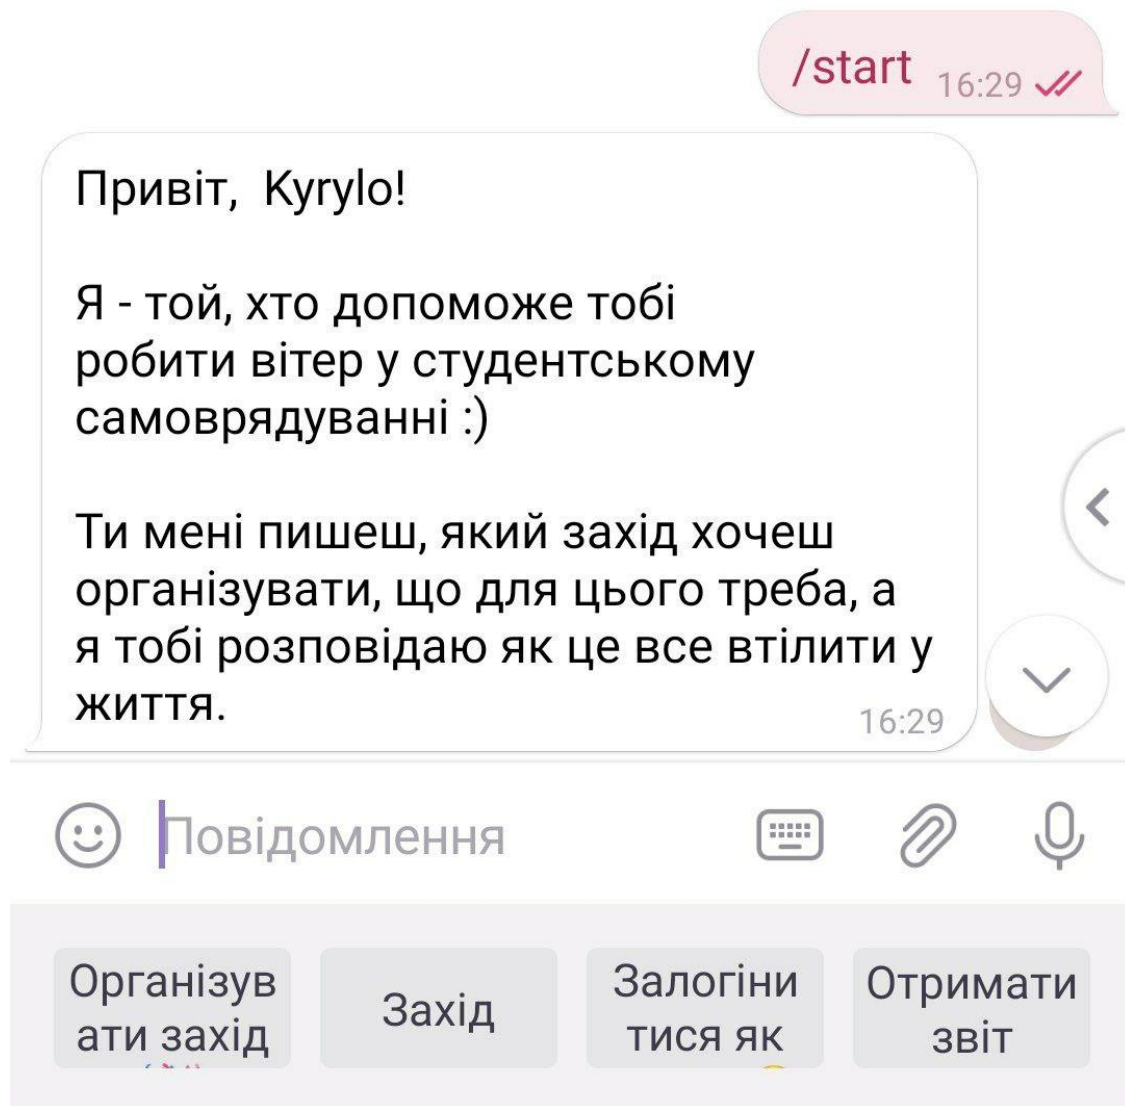 /start 16:29
Привіт,  Kyrylo!
Я - той, хто допоможе тобі
робити вітер у студентському
самоврядуванні :)
Ти мені пишеш, який захід хочеш
організувати, що для цього треба, а
я тобі розповідаю як це все втілити у
життя.
16:29
Повідомлення
Організув
ати захід
Захід
Залогіни
тися як
Отримати
звіт